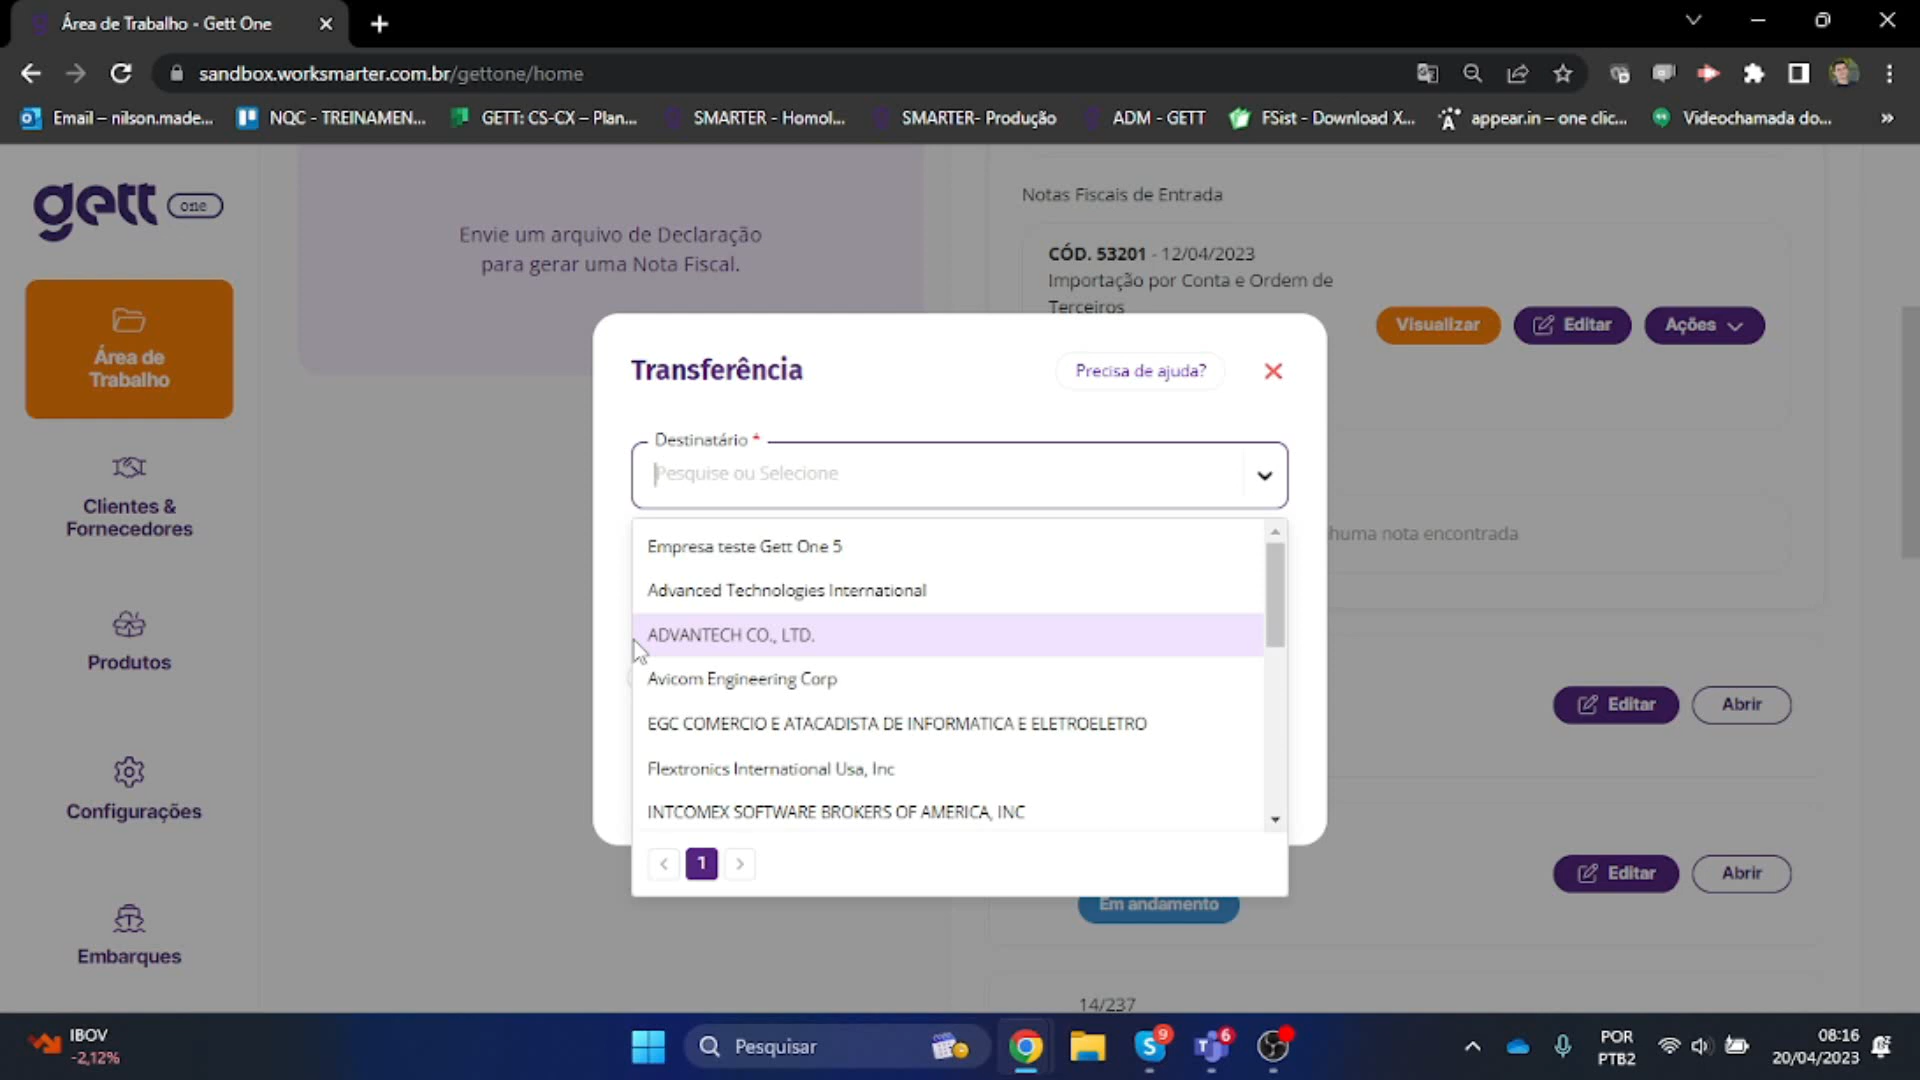 Área de Trabalho - Gett One
sandbox.worksmarter.com.br/gettone/home
Email – nilson.made...
NQC - TREINAMEN...
GETT: CS-CX – Plan...
SMARTER - Homol...
SMARTER- Produção
ADM - GETT
FSist - Download X...
appear.in – one clic...
Videochamada do...
»
gett one
Área de
Trabalho
Clientes &
Fornecedores
Produtos
Configurações
Embarques
Envie um arquivo de Declaração
para gerar uma Nota Fiscal.
Notas Fiscais de Entrada
CÓD. 53201 - 12/04/2023
Importação por Conta e Ordem de
Terceiros
Visualizar
Editar
Ações
Transferência
Precisa de ajuda?
Destinatário *
Pesquise ou Selecione
Empresa teste Gett One 5
Advanced Technologies International
ADVANTECH CO., LTD.
Avicom Engineering Corp
EGC COMERCIO E ATACADISTA DE INFORMATICA E ELETROELETRO
Flextronics International Usa, Inc
INTCOMEX SOFTWARE BROKERS OF AMERICA, INC
< 1 >
huma nota encontrada
Editar
Abrir
Editar
Abrir
Em andamento
14/237
IBOV
-2,12%
Pesquisar
9
6
POR
PTB2
08:16
20/04/2023